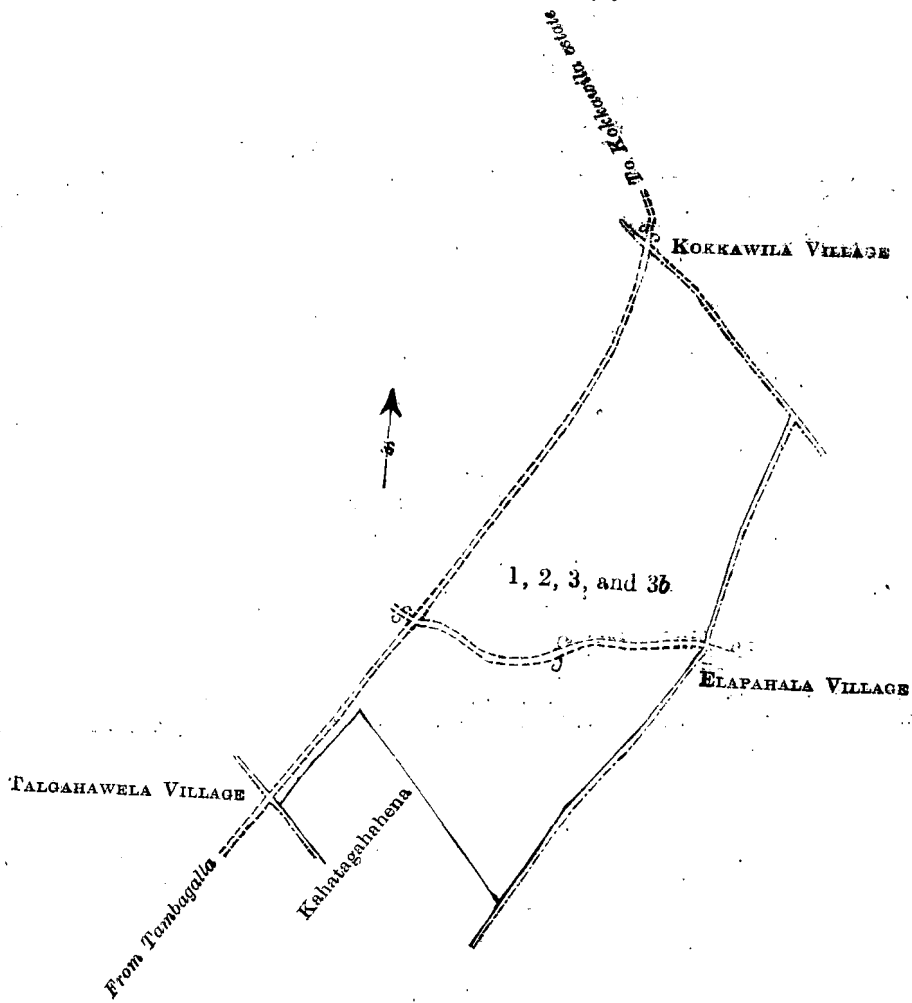 To Kokkawila estate
KOKKAWILA VILLAGE
1, 2, 3, and 3b
ELAPAHALA VILLAGE
TALGAHAWELA VILLAGE
Kahatagahahena
From Tambagalla